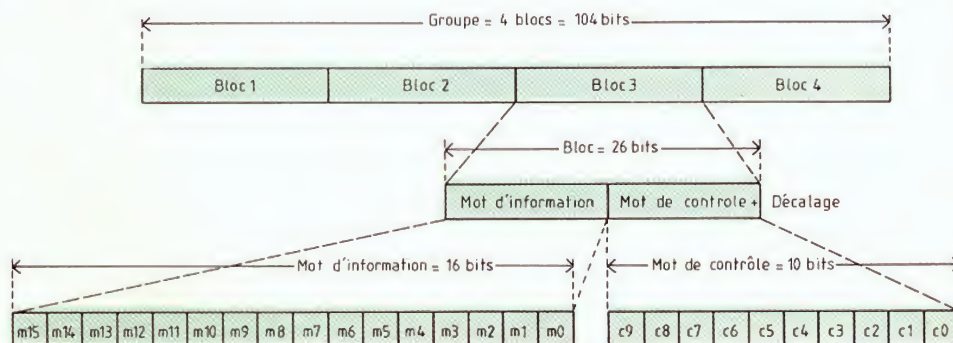 Groupe = 4 blocs = 104 bits
Bloc 1 Bloc 2 Bloc 3 Bloc 4
Bloc = 26 bits
Mot d'information Mot de controle + Décalage
Mot d'information = 16 bits Mot de contrôle = 10 bits
m15 m14 m13 m12 m11 m10 m9 m8 m7 m6 m5 m4 m3 m2 m1 m0 c9 c8 c7 c6 c5 c4 c3 c2 c1 c0